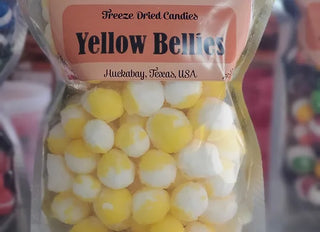 Freeze Dried Candies
Yellow Bellies
Huckabay, Texas, USA